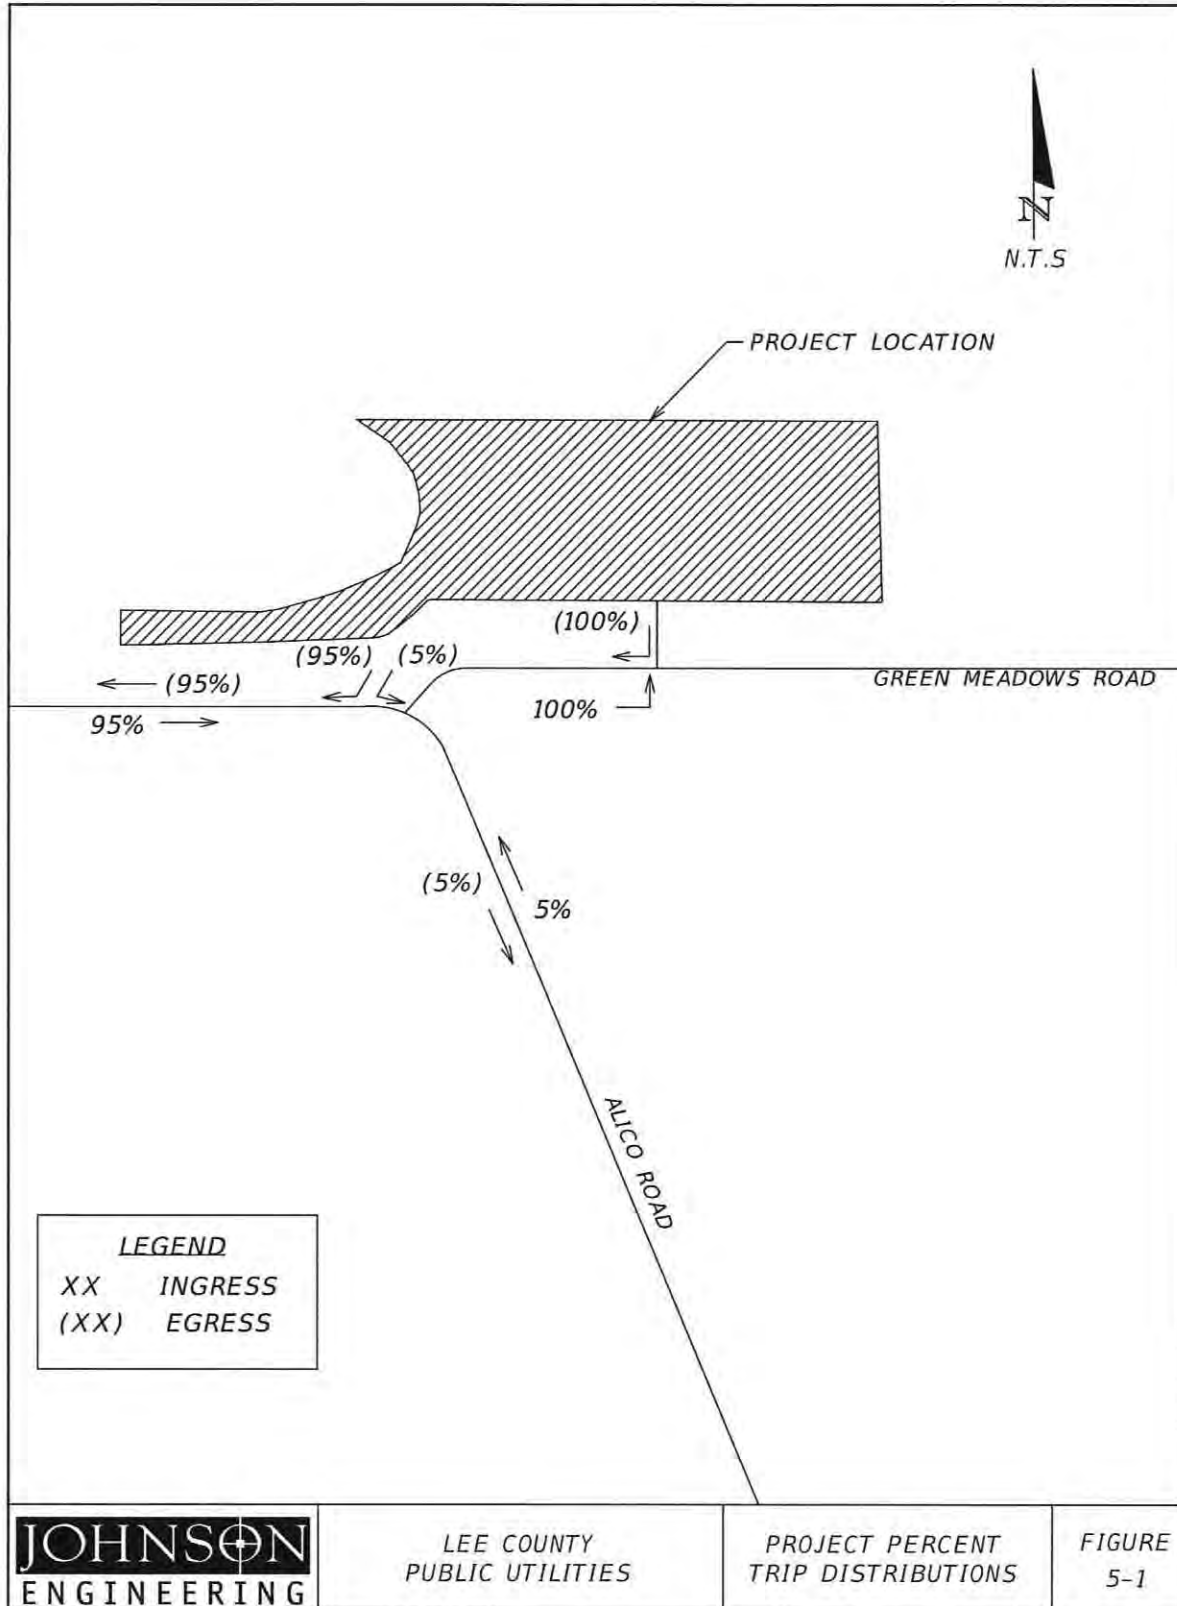 N
N.T.S
PROJECT LOCATION
(100%)
(95%) (5%)
(95%)
GREEN MEADOWS ROAD
100%
95%
(5%)
5%
ALICO ROAD
LEGEND
XX INGRESS
(XX) EGRESS
JOHNSON
ENGINEERING
LEE COUNTY
PUBLIC UTILITIES
PROJECT PERCENT
TRIP DISTRIBUTIONS
FIGURE
5-1